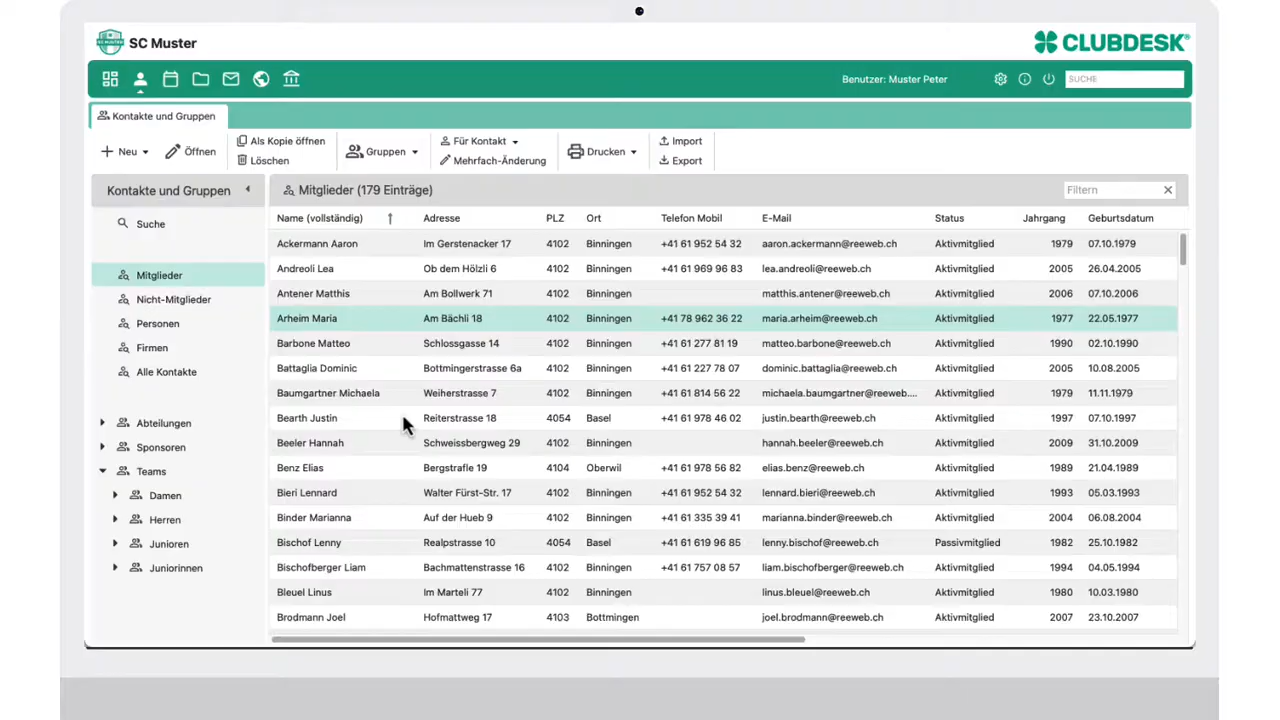 SC Muster
CLUBDESK®
Benutzer: Muster Peter
SUCHE
Kontakte und Gruppen
Neu
Öffnen
Als Kopie öffnen
Löschen
Gruppen
Für Kontakt
Mehrfach-Änderung
Drucken
Import
Export
Kontakte und Gruppen
Suche
Mitglieder
Nicht-Mitglieder
Personen
Firmen
Alle Kontakte
Abteilungen
Sponsoren
Teams
Damen
Herren
Junioren
Juniorinnen
Mitglieder (179 Einträge)
Filtern
Name (vollständig) Adresse PLZ Ort Telefon Mobil E-Mail Status Jahrgang Geburtsdatum
Ackermann Aaron Im Gerstenacker 17 4102 Binningen +41 61 952 54 32 aaron.ackermann@reeweb.ch Aktivmitglied 1979 07.10.1979
Andreoli Lea Ob dem Hölzli 6 4102 Binningen +41 61 969 96 83 lea.andreoli@reeweb.ch Aktivmitglied 2005 26.04.2005
Antener Matthis Am Bollwerk 71 4102 Binningen matthis.antener@reeweb.ch Aktivmitglied 2006 07.10.2006
Arheim Maria Am Bächli 18 4102 Binningen +41 78 962 36 22 maria.arheim@reeweb.ch Aktivmitglied 1977 22.05.1977
Barbone Matteo Schlossgasse 14 4102 Binningen +41 61 277 81 19 matteo.barbone@reeweb.ch Aktivmitglied 1990 02.10.1990
Battaglia Dominic Bottmingerstrasse 6a 4102 Binningen +41 61 227 78 07 dominic.battaglia@reeweb.ch Aktivmitglied 2005 10.08.2005
Baumgartner Michaela Weiherstrasse 7 4102 Binningen +41 61 814 56 22 michaela.baumgartner@reeweb.... Aktivmitglied 1979 11.11.1979
Bearth Justin Reiterstrasse 18 4054 Basel +41 61 978 46 02 justin.bearth@reeweb.ch Aktivmitglied 1997 07.10.1997
Beeler Hannah Schweissbergweg 29 4102 Binningen hannah.beeler@reeweb.ch Aktivmitglied 2009 31.10.2009
Benz Elias Bergstraße 19 4104 Oberwil +41 61 978 56 82 elias.benz@reeweb.ch Aktivmitglied 1989 21.04.1989
Bieri Lennard Walter Fürst-Str. 17 4102 Binningen +41 61 952 54 32 lennard.bieri@reeweb.ch Aktivmitglied 1993 05.03.1993
Binder Marianna Auf der Hueb 9 4102 Binningen +41 61 335 39 41 marianna.binder@reeweb.ch Aktivmitglied 2004 06.08.2004
Bischof Lenny Realpstrasse 10 4054 Basel +41 61 619 96 85 lenny.bischof@reeweb.ch Passivmitglied 1982 25.10.1982
Bischofberger Liam Bachmattenstrasse 16 4102 Binningen +41 61 757 08 57 liam.bischofberger@reeweb.ch Aktivmitglied 1994 04.05.1994
Bleuel Linus Im Marteli 77 4102 Binningen linus.bleuel@reeweb.ch Aktivmitglied 1980 10.03.1980
Brodmann Joel Hofmattweg 17 4103 Bottmingen joel.brodmann@reeweb.ch Aktivmitglied 2007 23.10.2007